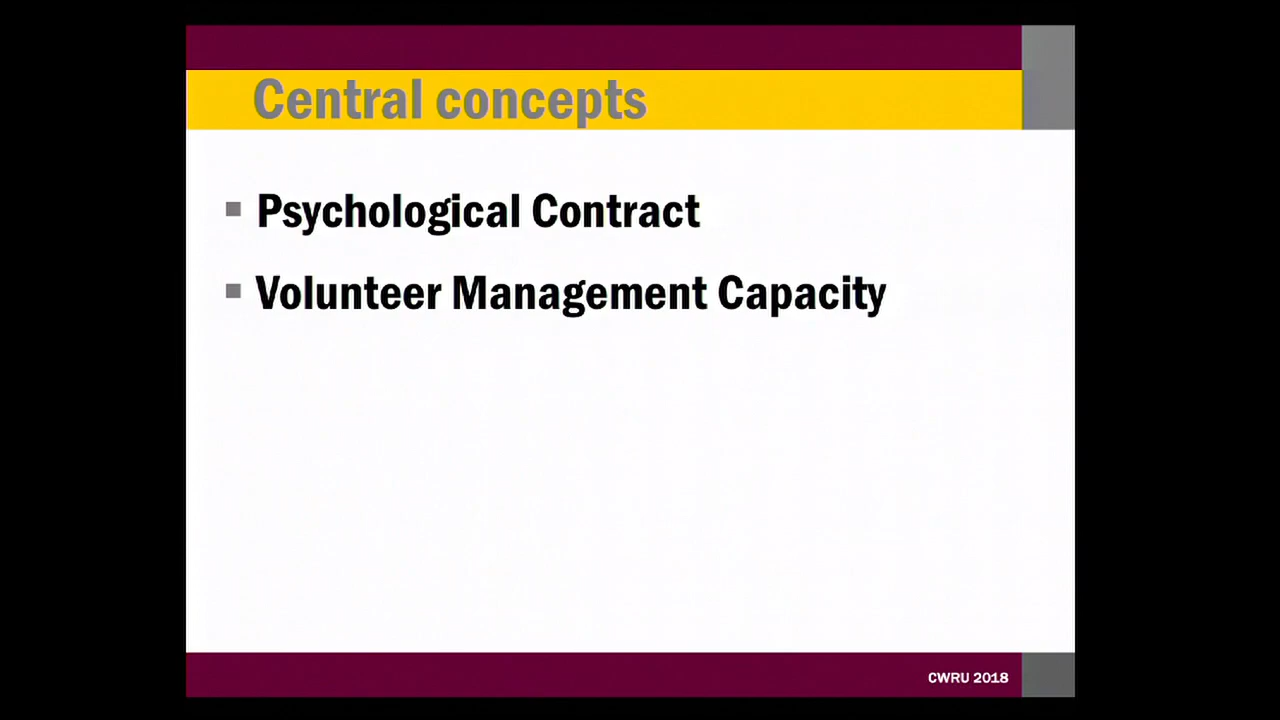 Central concepts
Psychological Contract
Volunteer Management Capacity
CWRU 2018